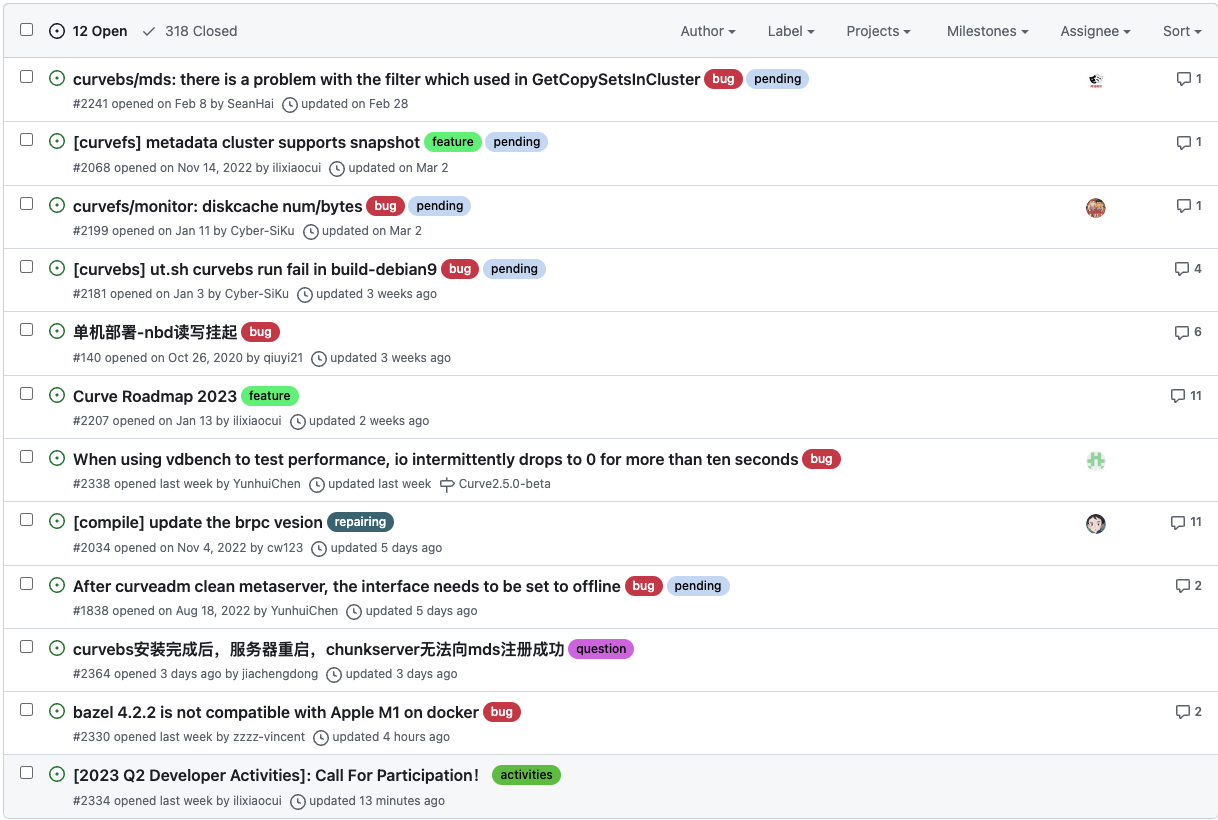 12 Open 318 Closed Author Label Projects Milestones Assignee Sort
curvebs/mds: there is a problem with the filter which used in GetCopySetsInCluster bug pending 1
#2241 opened on Feb 8 by SeanHai updated on Feb 28
[curvefs] metadata cluster supports snapshot feature pending 1
#2068 opened on Nov 14, 2022 by ilixiaocui updated on Mar 2
curvefs/monitor: diskcache num/bytes bug pending 1
#2199 opened on Jan 11 by Cyber-SiKu updated on Mar 2
[curvebs] ut.sh curvebs run fail in build-debian9 bug pending 4
#2181 opened on Jan 3 by Cyber-SiKu updated 3 weeks ago
单机部署-nbd读写挂起 bug 6
#140 opened on Oct 26, 2020 by qiuyi21 updated 3 weeks ago
Curve Roadmap 2023 feature 11
#2207 opened on Jan 13 by ilixiaocui updated 2 weeks ago
When using vdbench to test performance, io intermittently drops to 0 for more than ten seconds bug
#2338 opened last week by YunhuiChen updated last week Curve2.5.0-beta
[compile] update the brpc vesion repairing 11
#2034 opened on Nov 4, 2022 by cw123 updated 5 days ago
After curveadm clean metaserver, the interface needs to be set to offline bug pending 2
#1838 opened on Aug 18, 2022 by YunhuiChen updated 5 days ago
curvebs安装完成后，服务器重启，chunkserver无法向mds注册成功 question
#2364 opened 3 days ago by jiachengdong updated 3 days ago
bazel 4.2.2 is not compatible with Apple M1 on docker bug 2
#2330 opened last week by zzzz-vincent updated 4 hours ago
[2023 Q2 Developer Activities]: Call For Participation！ activities
#2334 opened last week by ilixiaocui updated 13 minutes ago